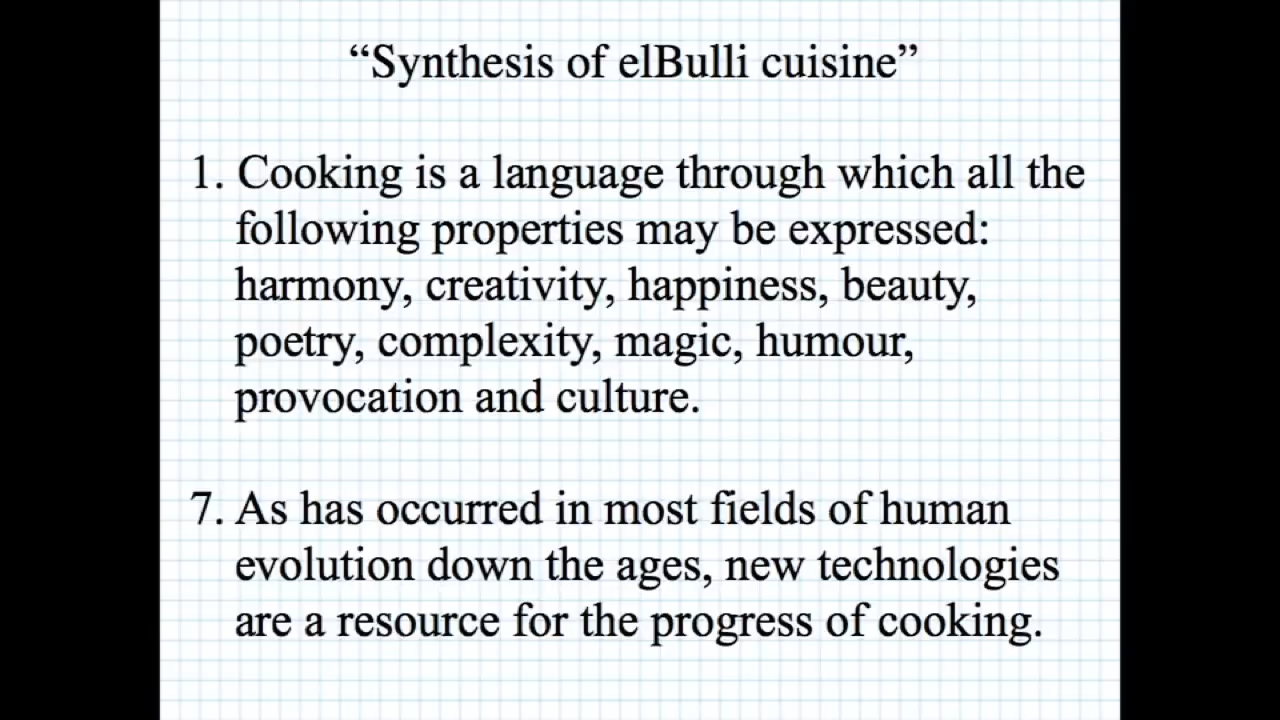 “Synthesis of elBulli cuisine”
1. Cooking is a language through which all the
following properties may be expressed:
harmony, creativity, happiness, beauty,
poetry, complexity, magic, humour,
provocation and culture.
7. As has occurred in most fields of human
evolution down the ages, new technologies
are a resource for the progress of cooking.